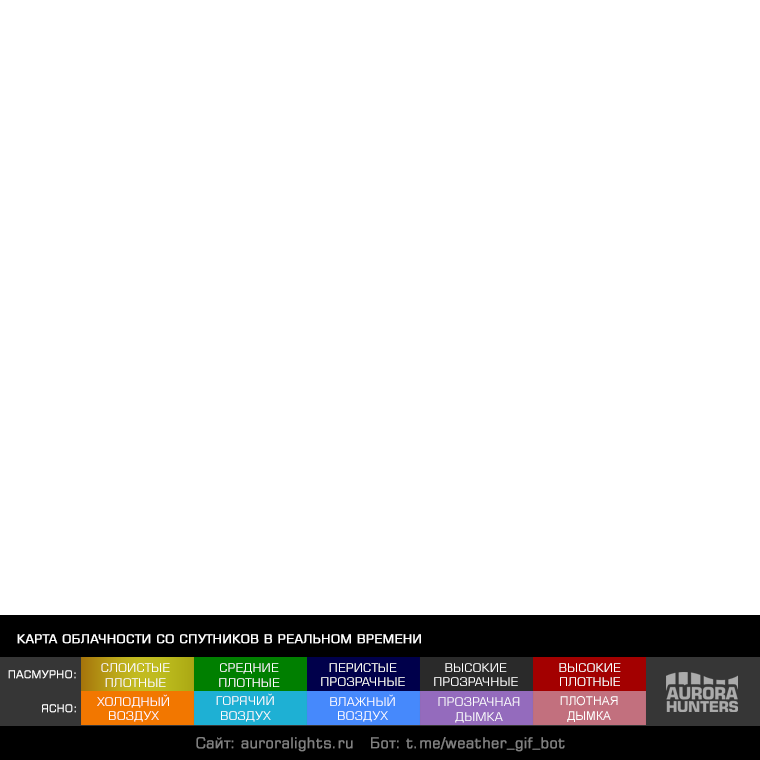 КАРТА ОБЛАЧНОСТИ СО СПУТНИКОВ В РЕАЛЬНОМ ВРЕМЕНИ
ПАСМУРНО:
СЛОИСТЫЕ
ПЛОТНЫЕ
СРЕДНИЕ
ПЛОТНЫЕ
ПЕРИСТЫЕ
ПРОЗРАЧНЫЕ
ВЫСОКИЕ
ПРОЗРАЧНЫЕ
ВЫСОКИЕ
ПЛОТНЫЕ
ЯСНО:
ХОЛОДНЫЙ
ВОЗДУХ
ГОРЯЧИЙ
ВОЗДУХ
ВЛАЖНЫЙ
ВОЗДУХ
ПРОЗРАЧНАЯ
ДЫМКА
ПЛОТНАЯ
ДЫМКА
AURORA
HUNTERS
Сайт: auroralights.ru Бот: t.me/weather_gif_bot